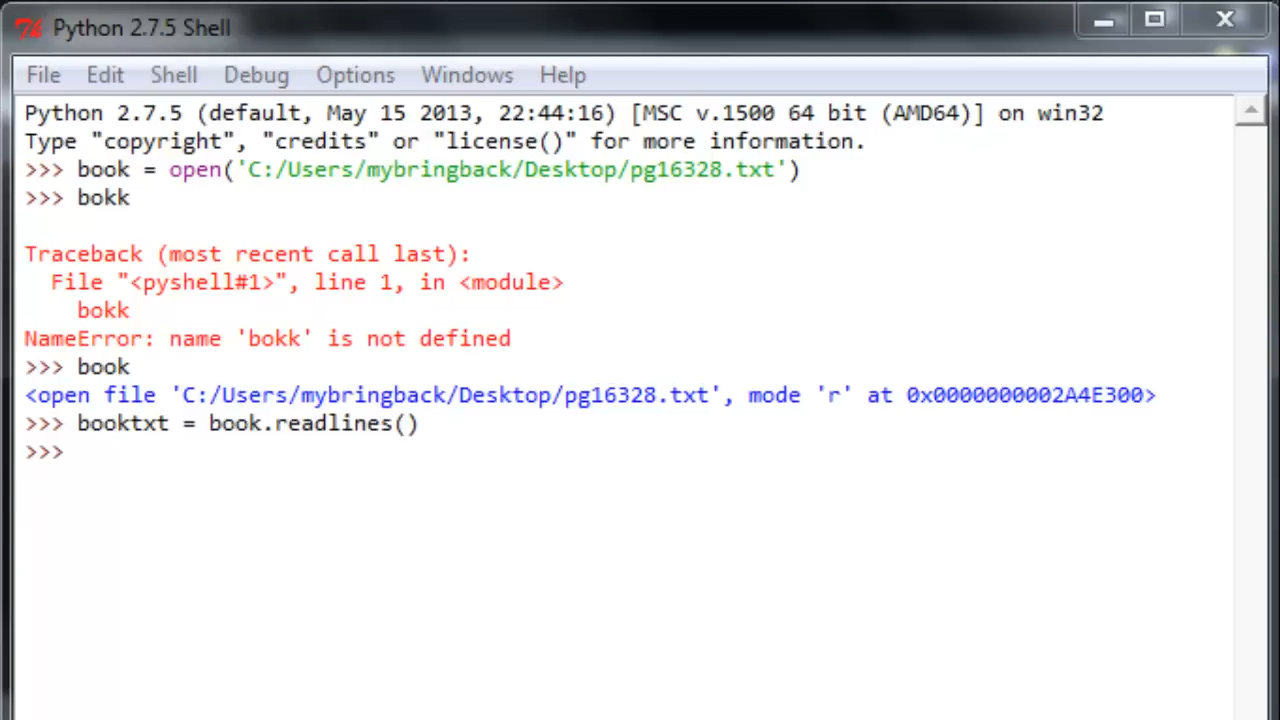 Python 2.7.5 Shell
File Edit Shell Debug Options Windows Help
Python 2.7.5 (default, May 15 2013, 22:44:16) [MSC v.1500 64 bit (AMD64)] on win32
Type "copyright", "credits" or "license()" for more information.
>>> book = open('C:/Users/mybringback/Desktop/pg16328.txt')
>>> bokk
Traceback (most recent call last):
  File "<pyshell#1>", line 1, in <module>
    bokk
NameError: name 'bokk' is not defined
>>> book
<open file 'C:/Users/mybringback/Desktop/pg16328.txt', mode 'r' at 0x0000000002A4E300>
>>> booktxt = book.readlines()
>>>